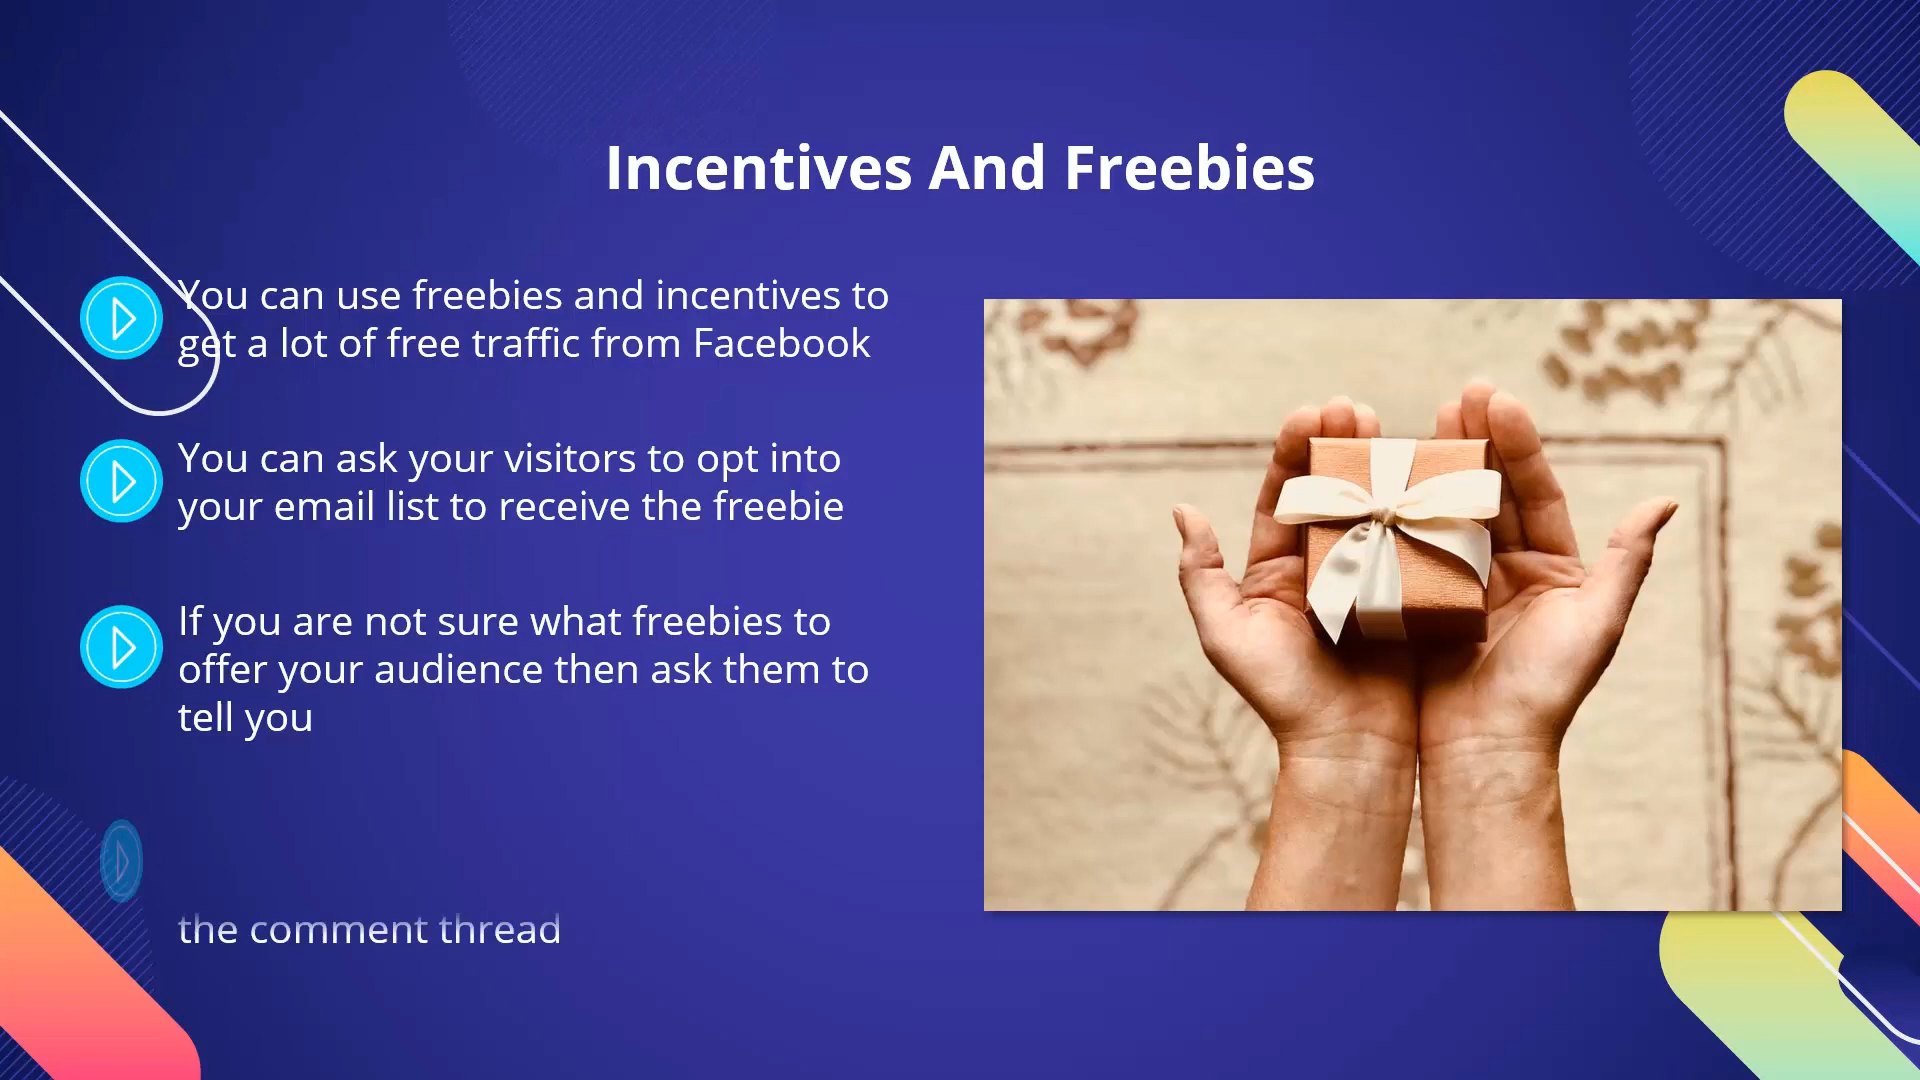 Incentives And Freebies
You can use freebies and incentives to
get a lot of free traffic from Facebook
You can ask your visitors to opt into
your email list to receive the freebie
If you are not sure what freebies to
offer your audience then ask them to
tell you
the comment thread